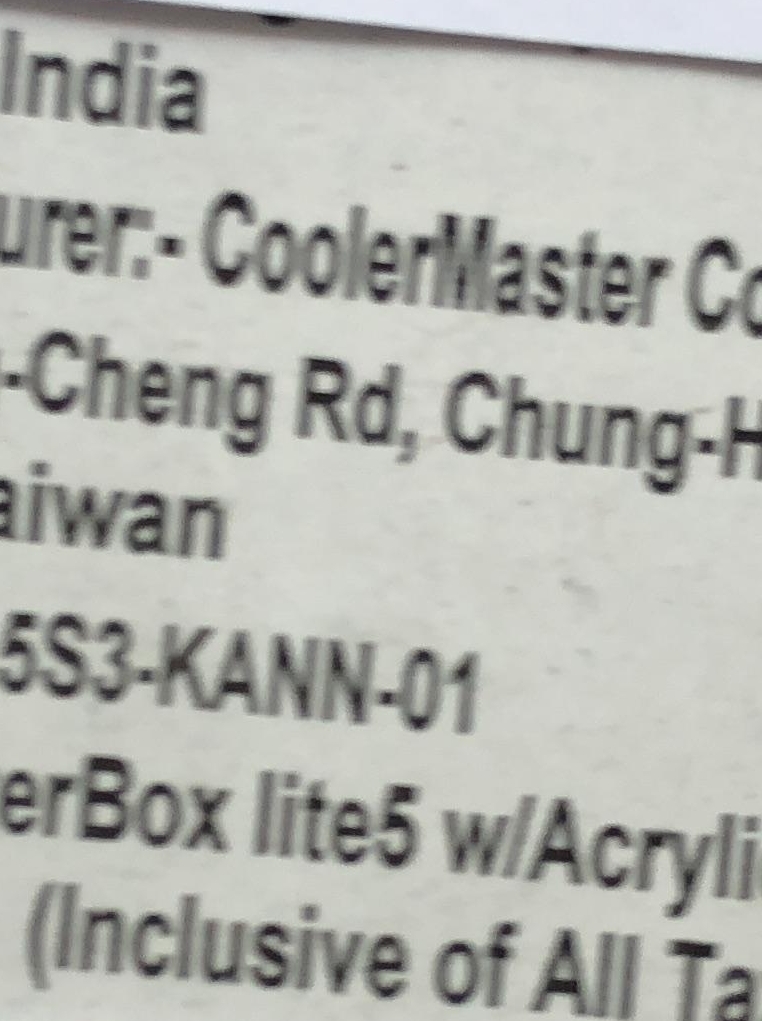 India
urer:- CoolerMaster Co
-Cheng Rd, Chung-H
aiwan
5S3-KANN-01
erBox lite5 w/Acryli
(Inclusive of All Ta